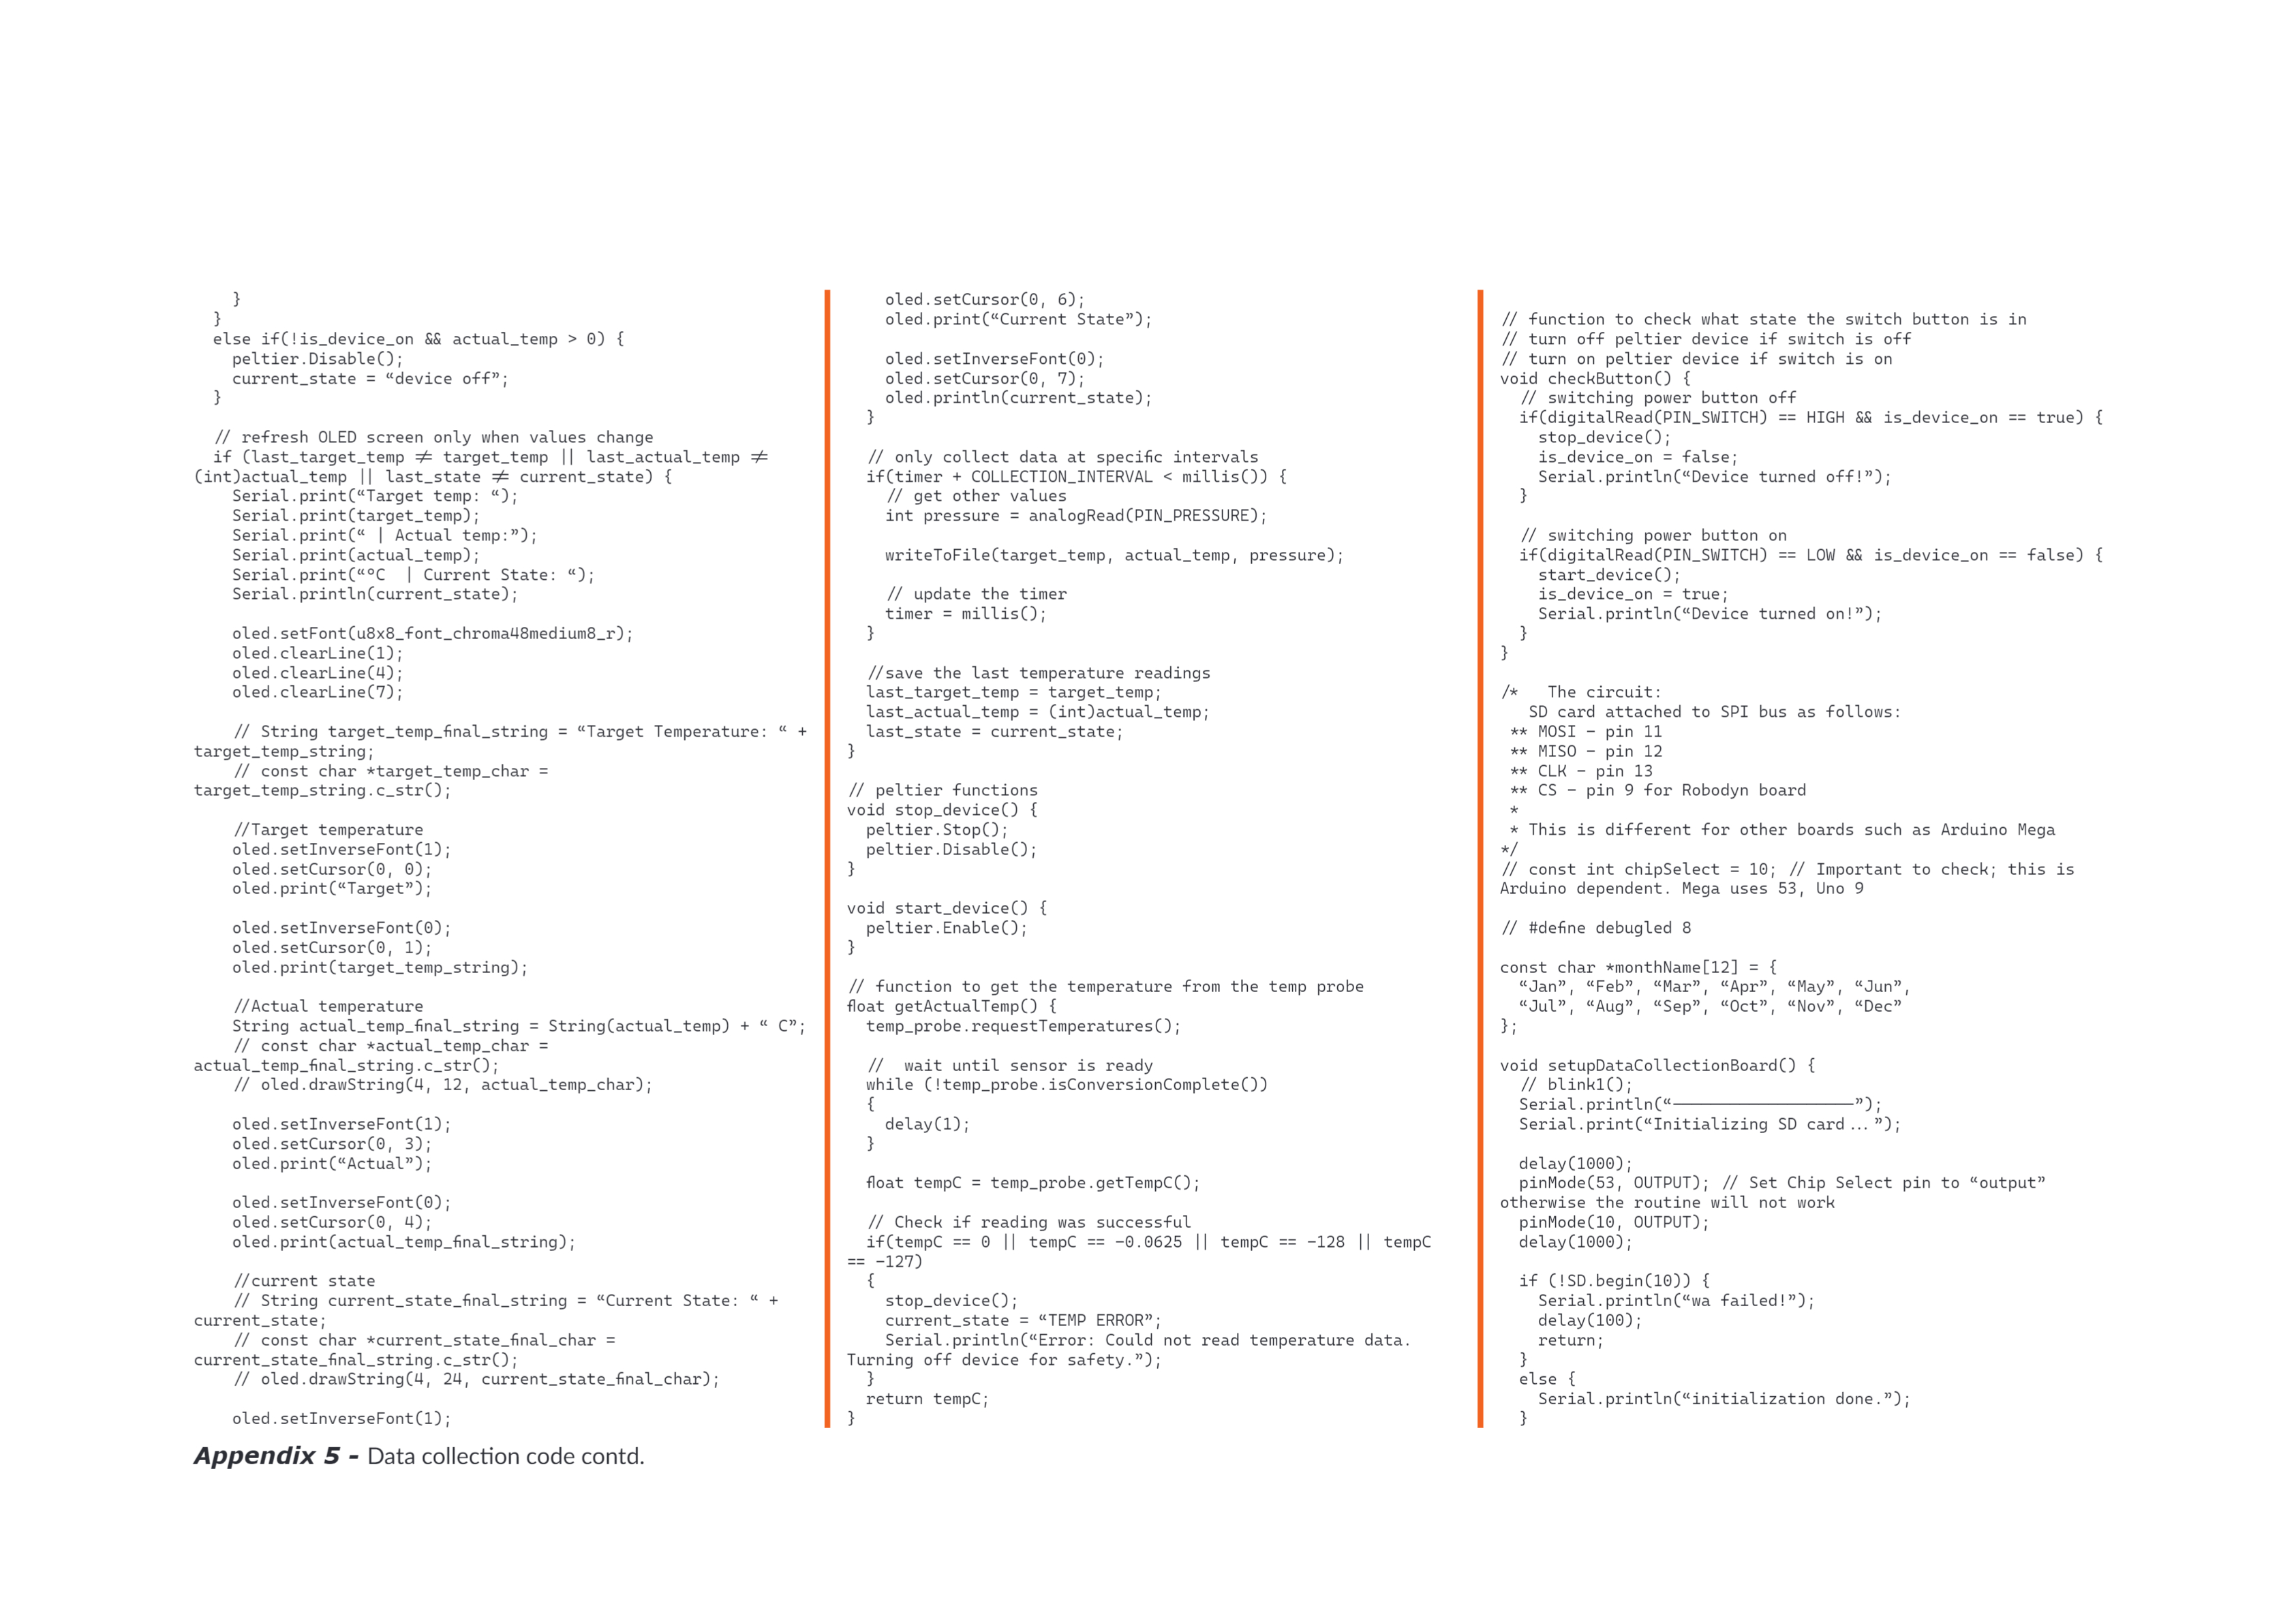 }
  }
  else if(!is_device_on && actual_temp > 0) {
    peltier.Disable();
    current_state = “device off”;
  }

  // refresh OLED screen only when values change
  if (last_target_temp ≠ target_temp || last_actual_temp ≠
(int)actual_temp || last_state ≠ current_state) {
    Serial.print(“Target temp: “);
    Serial.print(target_temp);
    Serial.print(“ | Actual temp:”);
    Serial.print(actual_temp);
    Serial.print(“°C  | Current State: “);
    Serial.println(current_state);

    oled.setFont(u8x8_font_chroma48medium8_r);
    oled.clearLine(1);
    oled.clearLine(4);
    oled.clearLine(7);

    // String target_temp_final_string = “Target Temperature: “ +
target_temp_string;
    // const char *target_temp_char =
target_temp_string.c_str();

    //Target temperature
    oled.setInverseFont(1);
    oled.setCursor(0, 0);
    oled.print(“Target”);

    oled.setInverseFont(0);
    oled.setCursor(0, 1);
    oled.print(target_temp_string);

    //Actual temperature
    String actual_temp_final_string = String(actual_temp) + “ C”;
    // const char *actual_temp_char =
actual_temp_final_string.c_str();
    // oled.drawString(4, 12, actual_temp_char);

    oled.setInverseFont(1);
    oled.setCursor(0, 3);
    oled.print(“Actual”);

    oled.setInverseFont(0);
    oled.setCursor(0, 4);
    oled.print(actual_temp_final_string);

    //current state
    // String current_state_final_string = “Current State: “ +
current_state;
    // const char *current_state_final_char =
current_state_final_string.c_str();
    // oled.drawString(4, 24, current_state_final_char);

    oled.setInverseFont(1);
    oled.setCursor(0, 6);
    oled.print(“Current State”);

    oled.setInverseFont(0);
    oled.setCursor(0, 7);
    oled.println(current_state);
  }

  // only collect data at specific intervals
  if(timer + COLLECTION_INTERVAL < millis()) {
    // get other values
    int pressure = analogRead(PIN_PRESSURE);

    writeToFile(target_temp, actual_temp, pressure);

    // update the timer
    timer = millis();
  }

  //save the last temperature readings
  last_target_temp = target_temp;
  last_actual_temp = (int)actual_temp;
  last_state = current_state;
}

// peltier functions
void stop_device() {
  peltier.Stop();
  peltier.Disable();
}

void start_device() {
  peltier.Enable();
}

// function to get the temperature from the temp probe
float getActualTemp() {
  temp_probe.requestTemperatures();

  //  wait until sensor is ready
  while (!temp_probe.isConversionComplete())
  {
    delay(1);
  }

  float tempC = temp_probe.getTempC();

  // Check if reading was successful
  if(tempC == 0 || tempC == -0.0625 || tempC == -128 || tempC
== -127)
  {
    stop_device();
    current_state = “TEMP ERROR”;
    Serial.println(“Error: Could not read temperature data.
Turning off device for safety.”);
  }
  return tempC;
}

// function to check what state the switch button is in
// turn off peltier device if switch is off
// turn on peltier device if switch is on
void checkButton() {
  // switching power button off
  if(digitalRead(PIN_SWITCH) == HIGH && is_device_on == true) {
    stop_device();
    is_device_on = false;
    Serial.println(“Device turned off!”);
  }

  // switching power button on
  if(digitalRead(PIN_SWITCH) == LOW && is_device_on == false) {
    start_device();
    is_device_on = true;
    Serial.println(“Device turned on!”);
  }
}

/*   The circuit:
   SD card attached to SPI bus as follows:
 ** MOSI - pin 11
 ** MISO - pin 12
 ** CLK - pin 13
 ** CS - pin 9 for Robodyn board
 *
 * This is different for other boards such as Arduino Mega
*/
// const int chipSelect = 10; // Important to check; this is
Arduino dependent. Mega uses 53, Uno 9

// #define debugled 8

const char *monthName[12] = {
  “Jan”, “Feb”, “Mar”, “Apr”, “May”, “Jun”,
  “Jul”, “Aug”, “Sep”, “Oct”, “Nov”, “Dec”
};

void setupDataCollectionBoard() {
  // blink1();
  Serial.println(“-------------------”);
  Serial.print(“Initializing SD card...”);

  delay(1000);
  pinMode(53, OUTPUT); // Set Chip Select pin to “output”
otherwise the routine will not work
  pinMode(10, OUTPUT);
  delay(1000);

  if (!SD.begin(10)) {
    Serial.println(“wa failed!”);
    delay(100);
    return;
  }
  else {
    Serial.println(“initialization done.”);
  }
Appendix 5 - Data collection code contd.